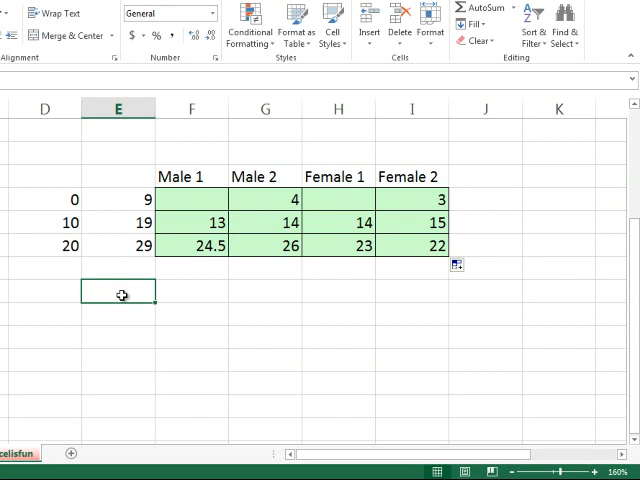 Wrap Text
General
AutoSum
Fill
Clear
Merge & Center
$ % ,
Conditional Formatting
Format as Table
Cell Styles
Insert
Delete
Format
Sort & Filter
Find & Select
Alignment
Number
Styles
Cells
Editing
D E F G H I J K
Male 1 Male 2 Female 1 Female 2
0 9 4 3
10 19 13 14 14 15
20 29 24.5 26 23 22
celisfun
160%